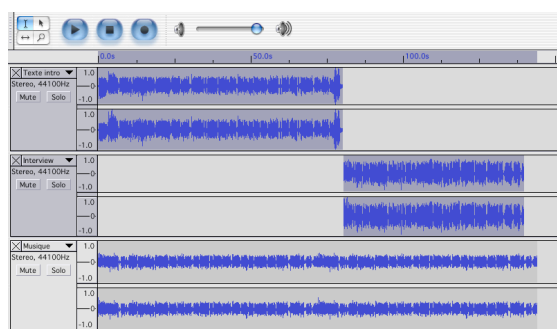 0.0s 50.0s 100.0s
Texte intro 1.0
Stereo, 44100Hz 0
Mute Solo -1.0
1.0
0
-1.0
Interview 1.0
Stereo, 44100Hz 0
Mute Solo -1.0
1.0
0
-1.0
Musique 1.0
Stereo, 44100Hz 0
Mute Solo -1.0
1.0
0
-1.0